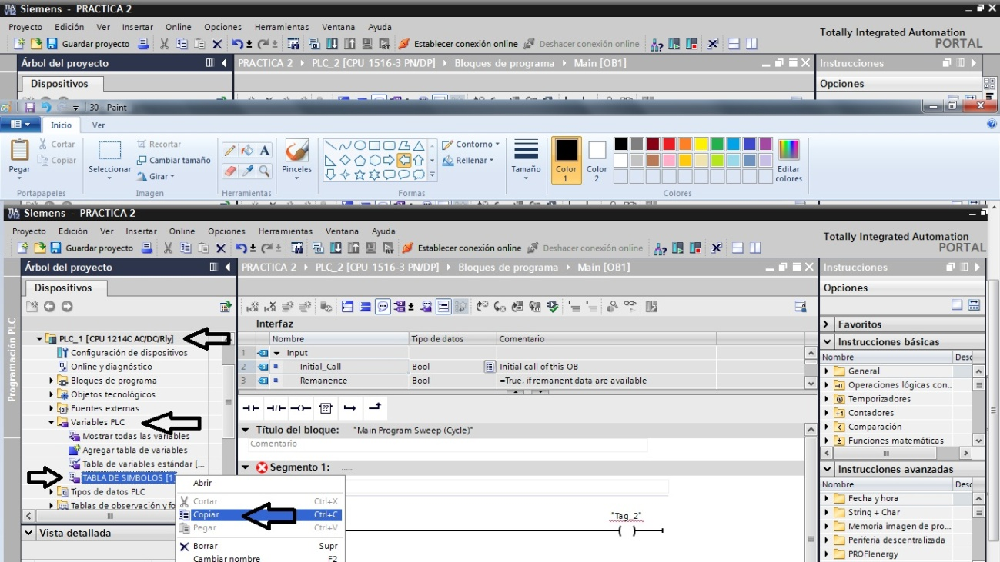 Siemens - PRACTICA 2
Proyecto Edición Ver Insertar Online Opciones Herramientas Ventana Ayuda
Totally Integrated Automation
PORTAL
Guardar proyecto Establecer conexión online Deshacer conexión online
Árbol del proyecto
PRACTICA 2 PLC_2 [CPU 1516-3 PN/DP] Bloques de programa Main [OB1]
Instrucciones
Dispositivos
Opciones
30 - Paint
Inicio Ver
Pegar
Cortar
Copiar
Portapapeles
Seleccionar
Recortar
Cambiar tamaño
Girar
Imagen
A
Herramientas
Pinceles
Contorno
Rellenar
Formas
Tamaño
Color 1
Color 2
Editar colores
Colores
Siemens - PRACTICA 2
Proyecto Edición Ver Insertar Online Opciones Herramientas Ventana Ayuda
Totally Integrated Automation
PORTAL
Guardar proyecto Establecer conexión online Deshacer conexión online
Árbol del proyecto
PRACTICA 2 PLC_2 [CPU 1516-3 PN/DP] Bloques de programa Main [OB1]
Instrucciones
Dispositivos
Programación PLC
PLC_1 [CPU 1214C AC/DC/Rly]
Configuración de dispositivos
Online y diagnóstico
Bloques de programa
Objetos tecnológicos
Fuentes externas
Variables PLC
Mostrar todas las variables
Agregar tabla de variables
Tabla de variables estándar [...
TABLA DE SIMBOLOS [1]
Tipos de datos PLC
Tablas de observación y fo
Vista detallada
Abrir
Cortar Ctrl+X
Copiar Ctrl+C
Pegar Ctrl+V
Borrar Supr
Cambiar nombre F2
Interfaz
Nombre Tipo de datos Comentario
1 Input
2 Initial_Call Bool Initial call of this OB
3 Remanence Bool =True, if remanent data are available
Título del bloque: "Main Program Sweep (Cycle)"
Comentario
Segmento 1: .....
"Tag_2"
Opciones
Favoritos
Instrucciones básicas
Nombre Desc
General
Operaciones lógicas con..
Temporizadores
Contadores
Comparación
Funciones matemáticas
Instrucciones avanzadas
Nombre Desc
Fecha y hora
String + Char
Memoria imagen de pro...
Periferia descentralizada
PROFIenergy